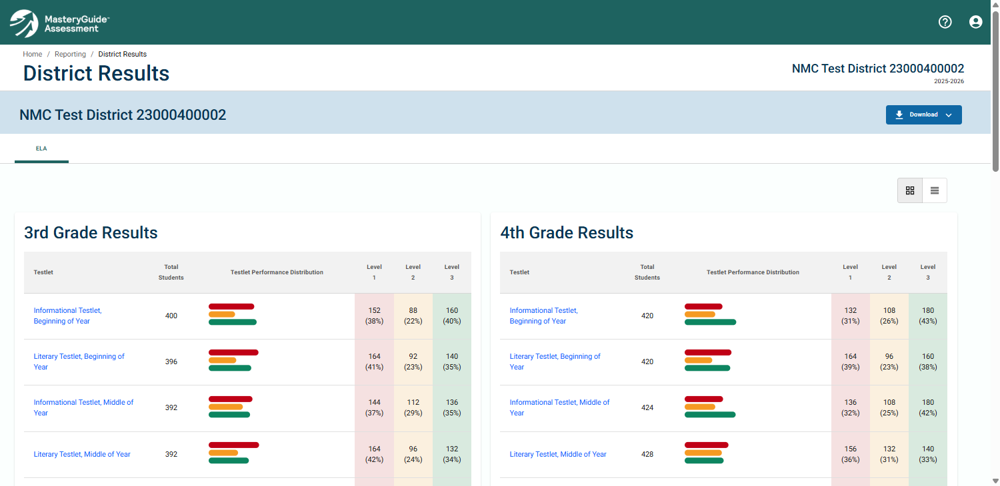 MasteryGuide™
Assessment
Home / Reporting / District Results
District Results
NMC Test District 23000400002
2025-2026
NMC Test District 23000400002
Download
ELA
3rd Grade Results
Testlet
Total
Students
Testlet Performance Distribution
Level
1
Level
2
Level
3
Informational Testlet,
Beginning of Year
400
152
(38%)
88
(22%)
160
(40%)
Literary Testlet, Beginning of
Year
396
164
(41%)
92
(23%)
140
(35%)
Informational Testlet, Middle of
Year
392
144
(37%)
112
(29%)
136
(35%)
Literary Testlet, Middle of Year
392
164
(42%)
96
(24%)
132
(34%)
4th Grade Results
Testlet
Total
Students
Testlet Performance Distribution
Level
1
Level
2
Level
3
Informational Testlet,
Beginning of Year
420
132
(31%)
108
(26%)
180
(43%)
Literary Testlet, Beginning of
Year
420
164
(39%)
96
(23%)
160
(38%)
Informational Testlet, Middle of
Year
424
136
(32%)
108
(25%)
180
(42%)
Literary Testlet, Middle of Year
428
156
(36%)
132
(31%)
140
(33%)